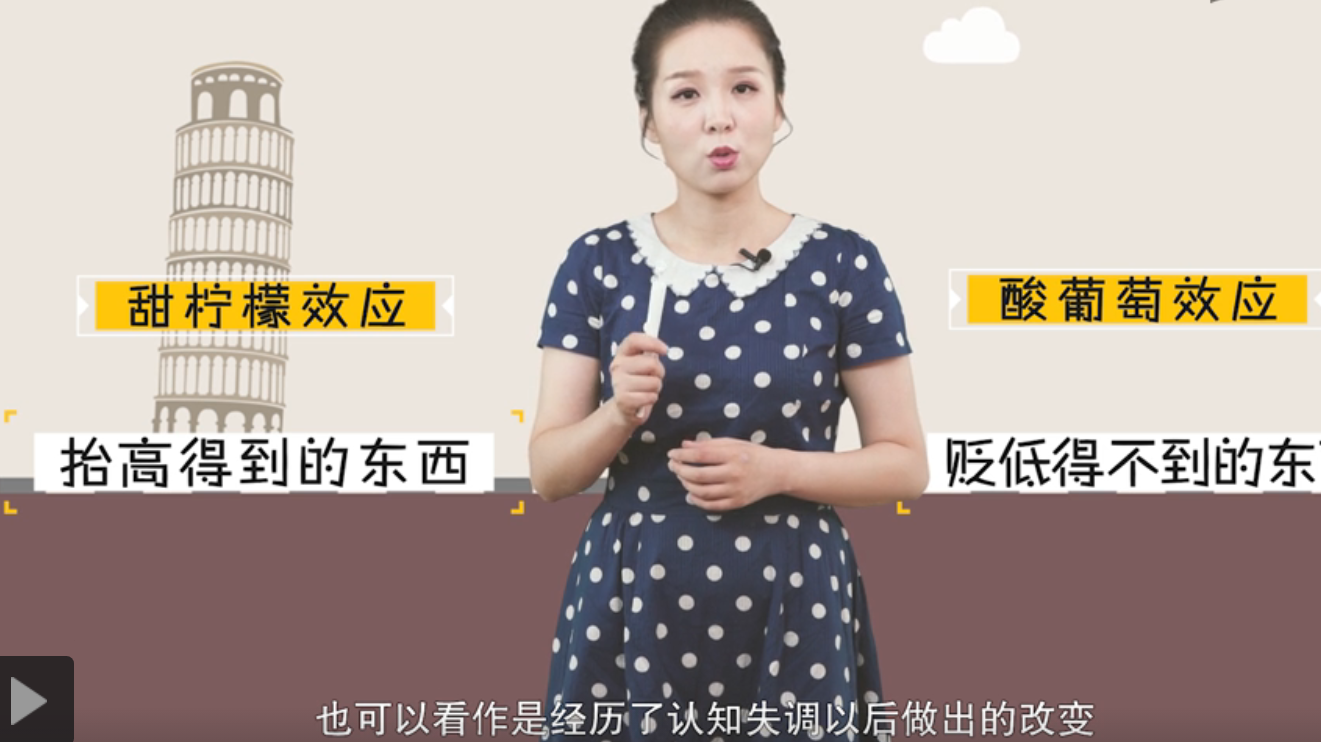 甜柠檬效应
酸葡萄效应
抬高得到的东西
贬低得不到的东
也可以看作是经历了认知失调以后做出的改变